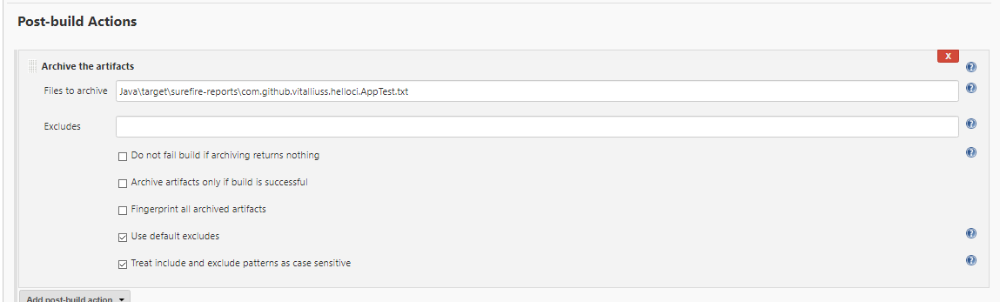 Post-build Actions
X
Archive the artifacts
Files to archive Java\target\surefire-reports\com.github.vitalliuss.helloci.AppTest.txt
Excludes
Do not fail build if archiving returns nothing
Archive artifacts only if build is successful
Fingerprint all archived artifacts
Use default excludes
Treat include and exclude patterns as case sensitive
Add post-build action